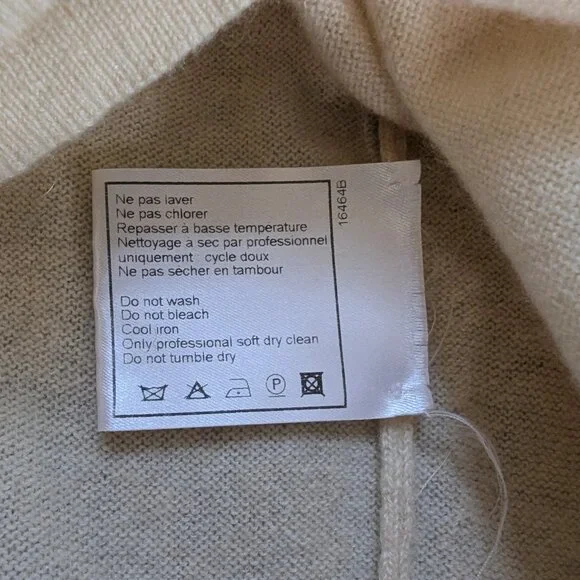 Ne pas laver
Ne pas chlorer
Repasser à basse temperature
Nettoyage à sec par professionnel
uniquement cycle doux
Ne pas sécher en tambour
Do not wash
Do not bleach
Cool iron
Only professional soft dry clean
Do not tumble dry
P
16464B